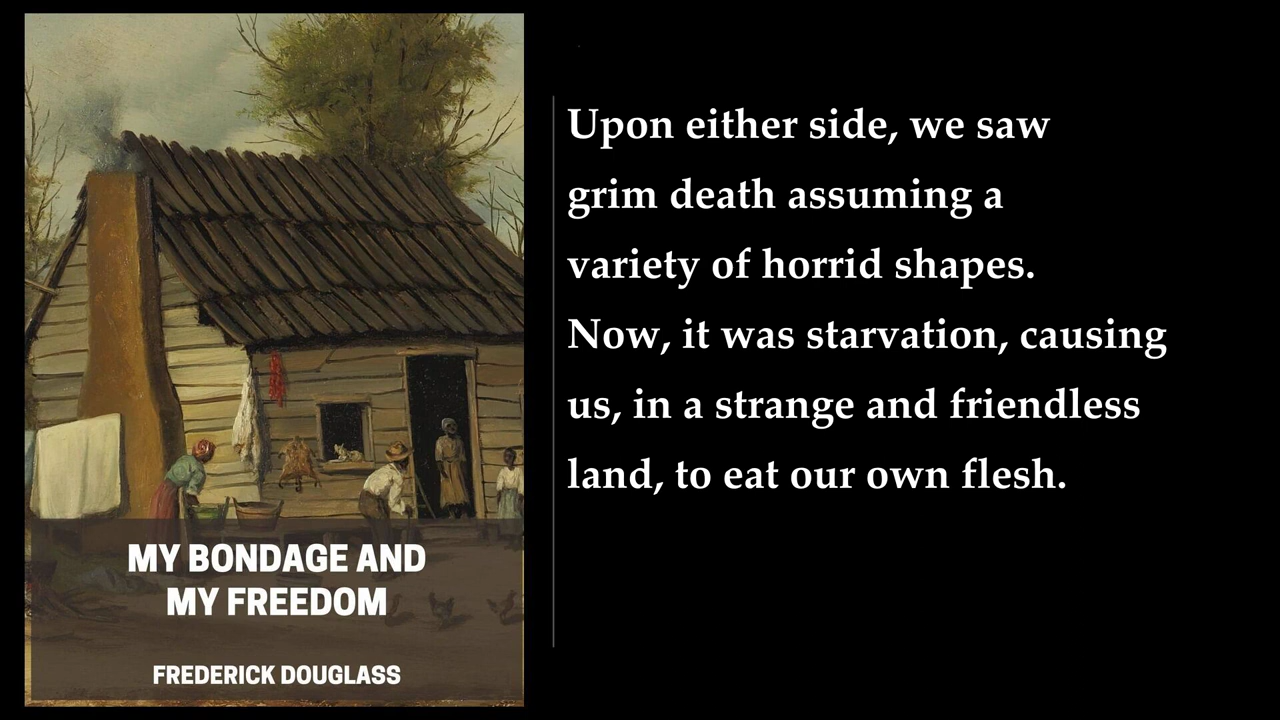 MY BONDAGE AND
MY FREEDOM
FREDERICK DOUGLASS
Upon either side, we saw
grim death assuming a
variety of horrid shapes.
Now, it was starvation, causing
us, in a strange and friendless
land, to eat our own flesh.